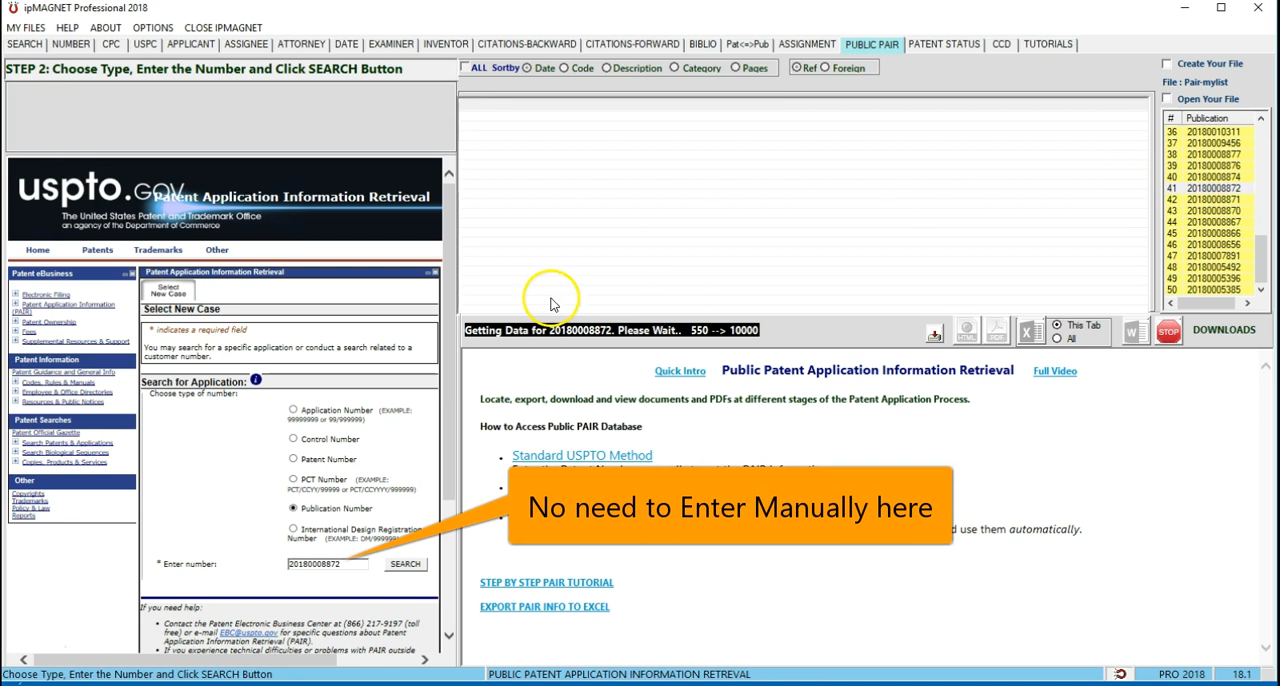 ipMAGNET Professional 2018
MY FILES HELP ABOUT OPTIONS CLOSE IPMAGNET
SEARCH NUMBER CPC USPC APPLICANT ASSIGNEE ATTORNEY DATE EXAMINER INVENTOR CITATIONS-BACKWARD CITATIONS-FORWARD BIBLIO Pat<=>Pub ASSIGNMENT PUBLIC PAIR PATENT STATUS CCD TUTORIALS
STEP 2: Choose Type, Enter the Number and Click SEARCH Button
ALL Sortby Date Code Description Category Pages Ref Foreign
Create Your File
File : Pair-mylist
Open Your File
# Publication
36 20180010311
37 20180009456
38 20180008877
39 20180008876
40 20180008874
41 20180008872
42 20180008871
43 20180008870
44 20180008867
45 20180008866
46 20180008656
47 20180007891
48 20180005492
49 20180005396
50 20180005385
uspto.gov
Patent Application Information Retrieval
The United States Patent and Trademark Office
an agency of the Department of Commerce
Home Patents Trademarks Other
Patent eBusiness
Electronic Filing
Patent Application Information
(PAIR)
Patent Ownership
Fees
Supplemental Resources & Support
Patent Information
Patent Guidance and General Info
Codes, Rules & Manuals
Employee & Office Directories
Resources & Public Notices
Patent Searches
Patent Official Gazette
Search Patents & Applications
Search Biological Sequences
Copies, Products & Services
Other
Copyrights
Trademarks
Policy & Law
Reports
Patent Application Information Retrieval
Select
New Case
Select New Case
* indicates a required field
You may search for a specific application or conduct a search related to a
customer number.
Search for Application:
Choose type of number:
Application Number (EXAMPLE:
99999999 or 99/999999)
Control Number
Patent Number
PCT Number (EXAMPLE:
PCT/CCYY/99999 or PCT/CCYYYY/999999)
Publication Number
International Design Registration
Number (EXAMPLE: DM/999999)
* Enter number: 20180008872 SEARCH
If you need help:
• Contact the Patent Electronic Business Center at (866) 217-9197 (toll
free) or e-mail EBC@uspto.gov for specific questions about Patent
Application Information Retrieval (PAIR).
• If you experience technical difficulties or problems with PAIR outside
Getting Data for 20180008872. Please Wait.. 550 --> 10000
HTML
PDF
This Tab
All
STOP
DOWNLOADS
Quick Intro Public Patent Application Information Retrieval Full Video
Locate, export, download and view documents and PDFs at different stages of the Patent Application Process.
How to Access Public PAIR Database
• Standard USPTO Method
No need to Enter Manually here
d use them automatically.
STEP BY STEP PAIR TUTORIAL
EXPORT PAIR INFO TO EXCEL
Choose Type, Enter the Number and Click SEARCH Button
PUBLIC PATENT APPLICATION INFORMATION RETREVAL
PRO 2018 18.1